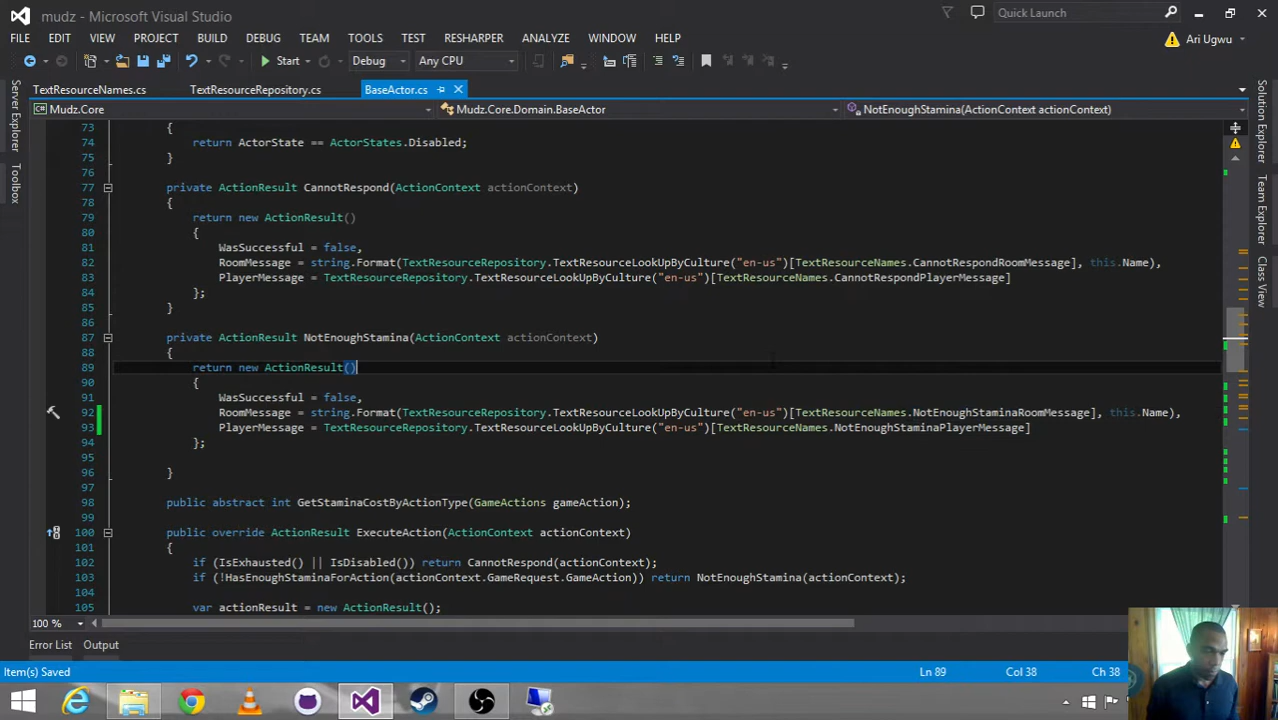 mudz - Microsoft Visual Studio
Quick Launch
FILE EDIT VIEW PROJECT BUILD DEBUG TEAM TOOLS TEST RESHARPER ANALYZE WINDOW HELP
Ari Ugwu
Start Debug Any CPU
TextResourceNames.cs TextResourceRepository.cs BaseActor.cs
Mudz.Core Mudz.Core.Domain.BaseActor NotEnoughStamina(ActionContext actionContext)
Server Explorer
Toolbox
Solution Explorer
Team Explorer
Class View
73 {
74 return ActorState == ActorStates.Disabled;
75 }
76
77 private ActionResult CannotRespond(ActionContext actionContext)
78 {
79 return new ActionResult()
80 {
81 WasSuccessful = false,
82 RoomMessage = string.Format(TextResourceRepository.TextResourceLookUpByCulture("en-us")[TextResourceNames.CannotRespondRoomMessage], this.Name),
83 PlayerMessage = TextResourceRepository.TextResourceLookUpByCulture("en-us")[TextResourceNames.CannotRespondPlayerMessage]
84 };
85 }
86
87 private ActionResult NotEnoughStamina(ActionContext actionContext)
88 {
89 return new ActionResult()
90 {
91 WasSuccessful = false,
92 RoomMessage = string.Format(TextResourceRepository.TextResourceLookUpByCulture("en-us")[TextResourceNames.NotEnoughStaminaRoomMessage], this.Name),
93 PlayerMessage = TextResourceRepository.TextResourceLookUpByCulture("en-us")[TextResourceNames.NotEnoughStaminaPlayerMessage]
94 };
95
96 }
97
98 public abstract int GetStaminaCostByActionType(GameActions gameAction);
99
100 public override ActionResult ExecuteAction(ActionContext actionContext)
101 {
102 if (IsExhausted() || IsDisabled()) return CannotRespond(actionContext);
103 if (!HasEnoughStaminaForAction(actionContext.GameRequest.GameAction)) return NotEnoughStamina(actionContext);
104
105 var actionResult = new ActionResult();
100 %
Error List Output
Item(s) Saved Ln 89 Col 38 Ch 38